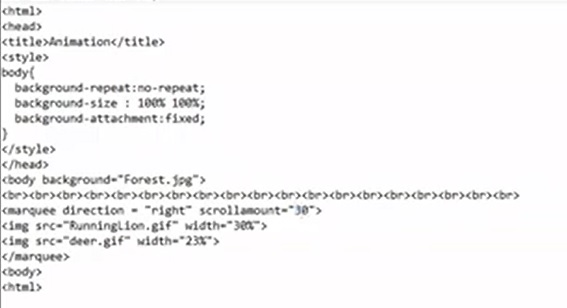 <html>
<head>
<title>Animation</title>
<style>
body{
  background-repeat:no-repeat;
  background-size : 100% 100%;
  background-attachment:fixed;
}
</style>
</head>
<body background="Forest.jpg">
<br><br><br><br><br><br><br><br><br><br><br><br><br><br><br><br><br><br><br>
<marquee direction = "right" scrollamount="30">
<img src="RunningLion.gif" width="30%">
<img src="deer.gif" width="23%">
</marquee>
<body>
<html>